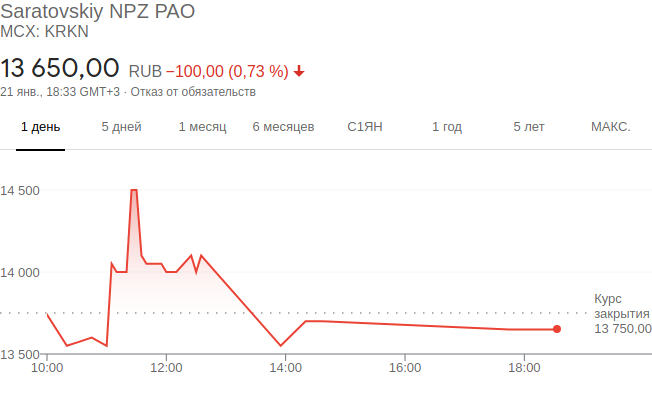 Saratovskiy NPZ PAO
MCX: KRKN
13 650,00 RUB −100,00 (0,73 %)
21 янв., 18:33 GMT+3 · Отказ от обязательств
1 день 5 дней 1 месяц 6 месяцев С1ЯН 1 год 5 лет МАКС.
14 500
14 000
Курс
закрытия
13 750,00
13 500
10:00 12:00 14:00 16:00 18:00